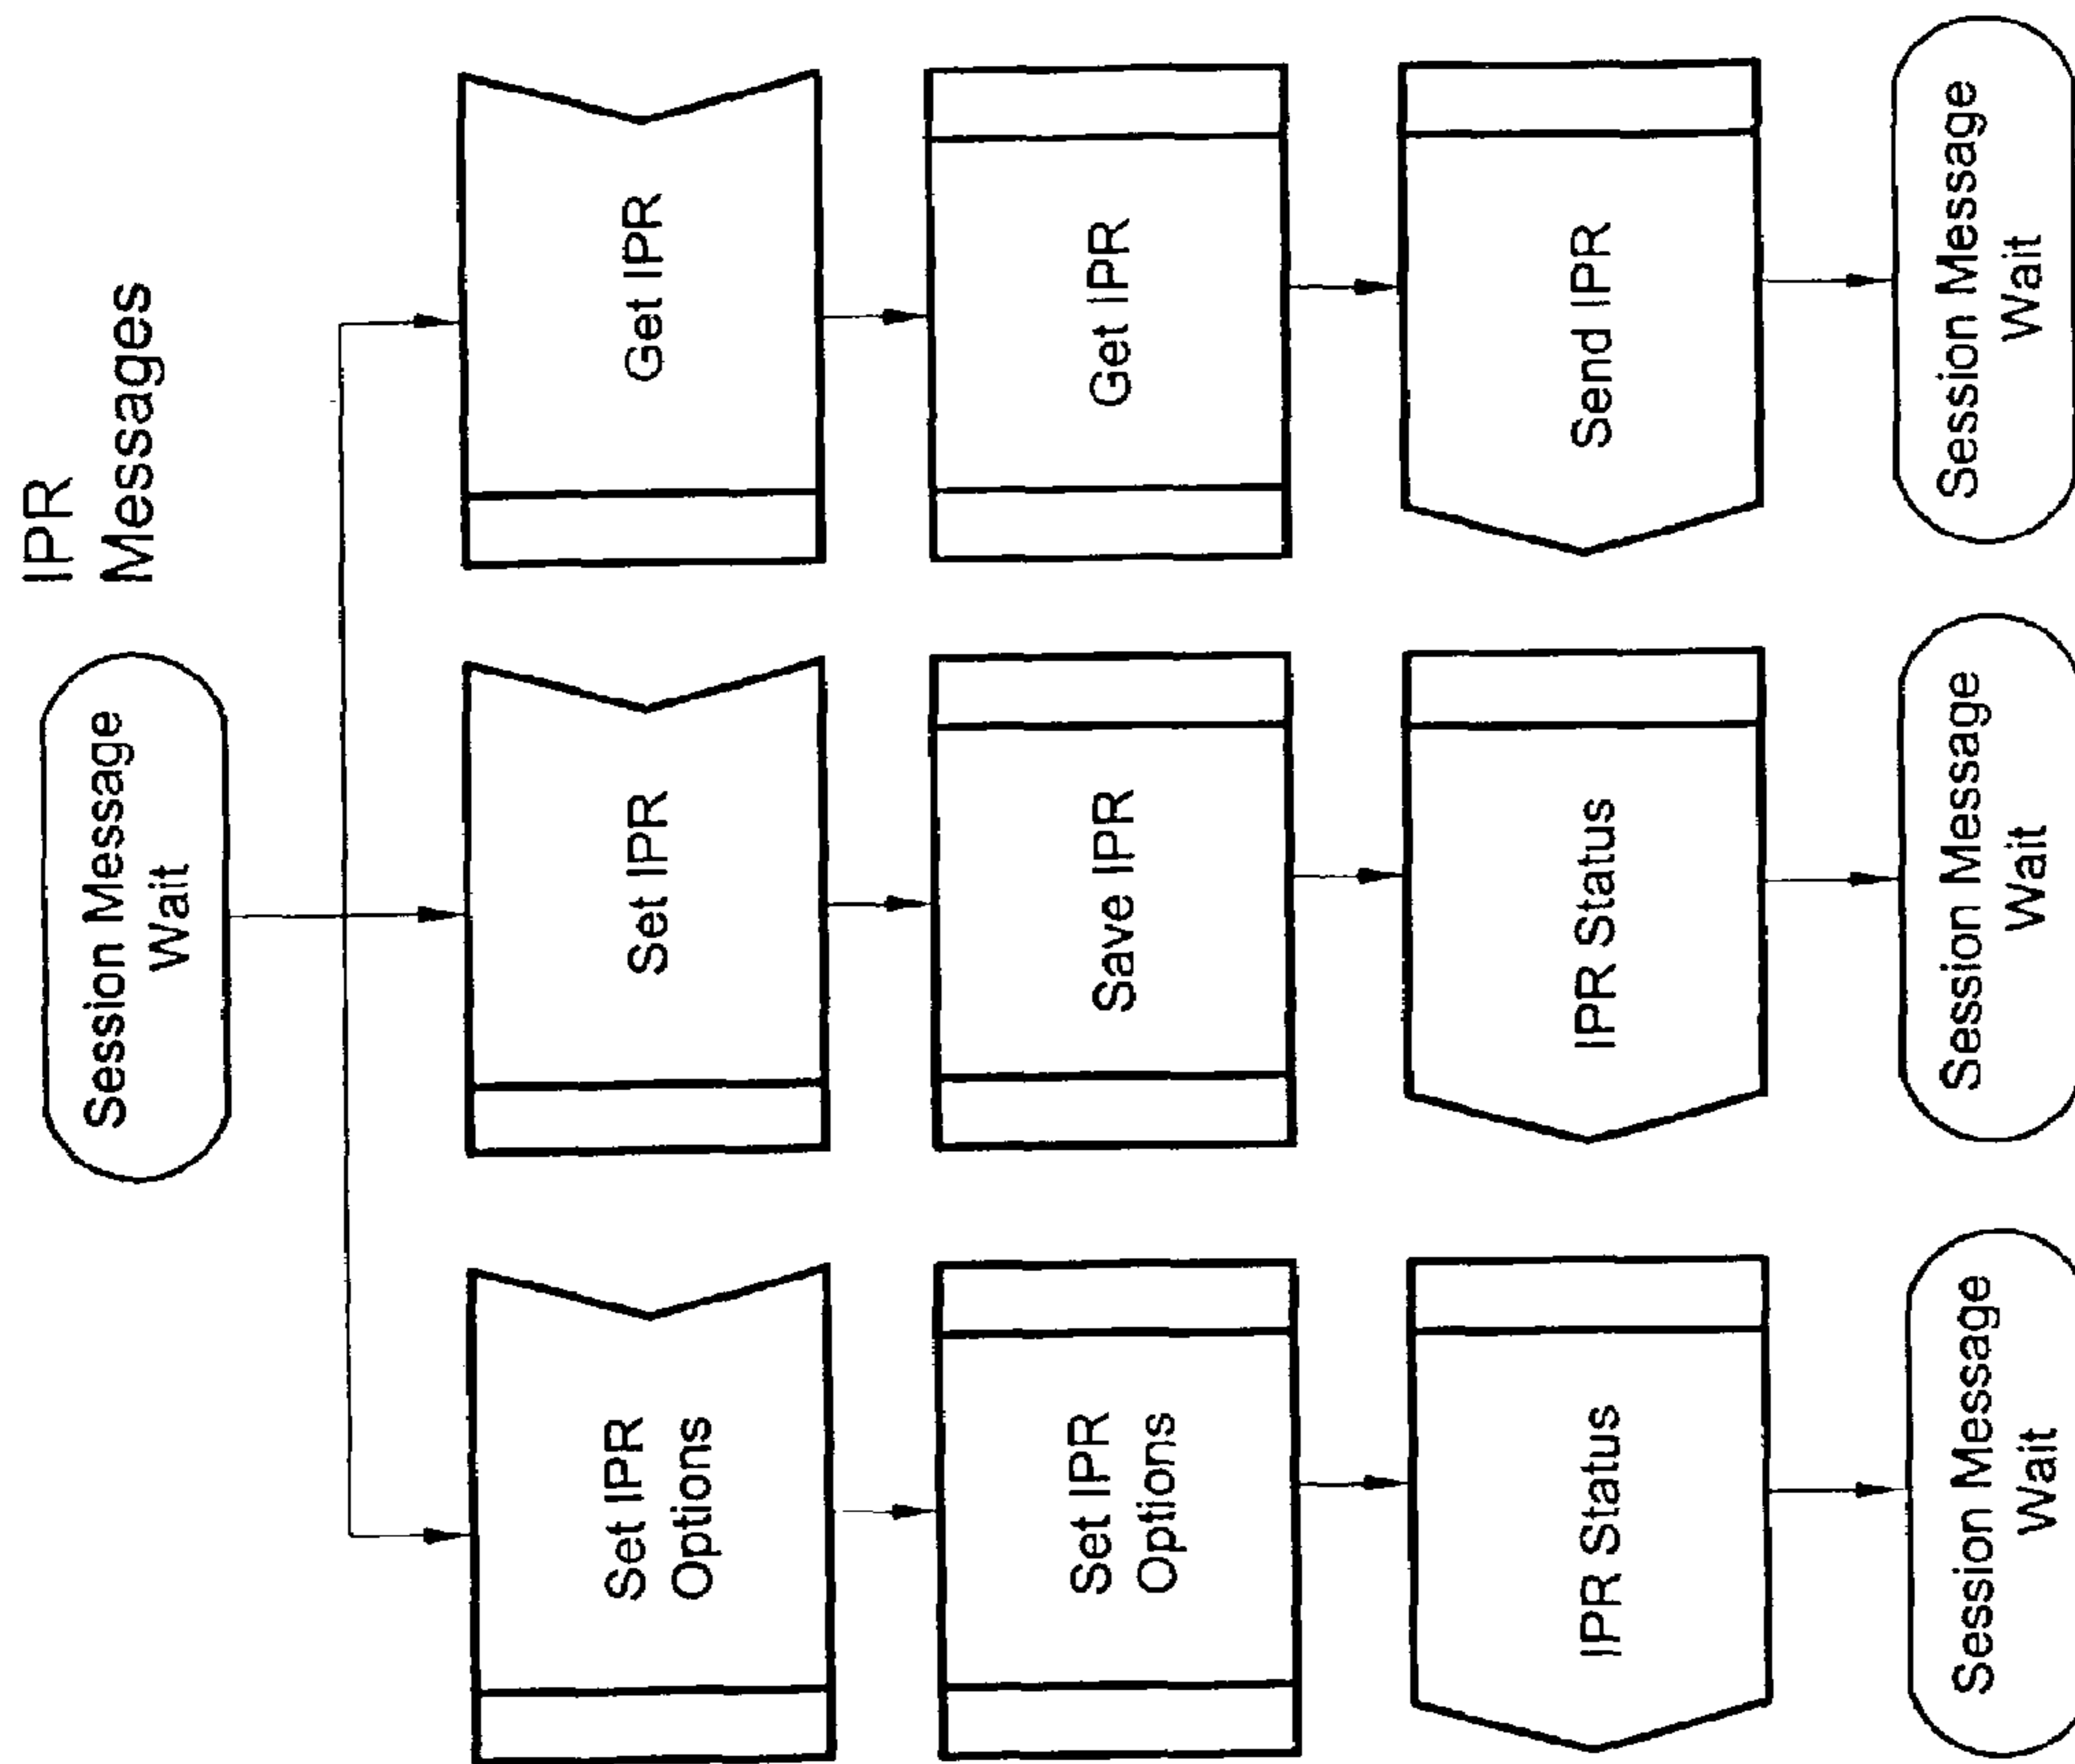 IPR
Messages
Session Message
Wait
Set IPR
Options
Set IPR
Options
IPR Status
Session Message
Wait
Set IPR
Save IPR
IPR Status
Session Message
Wait
Get IPR
Get IPR
Send IPR
Session Message
Wait